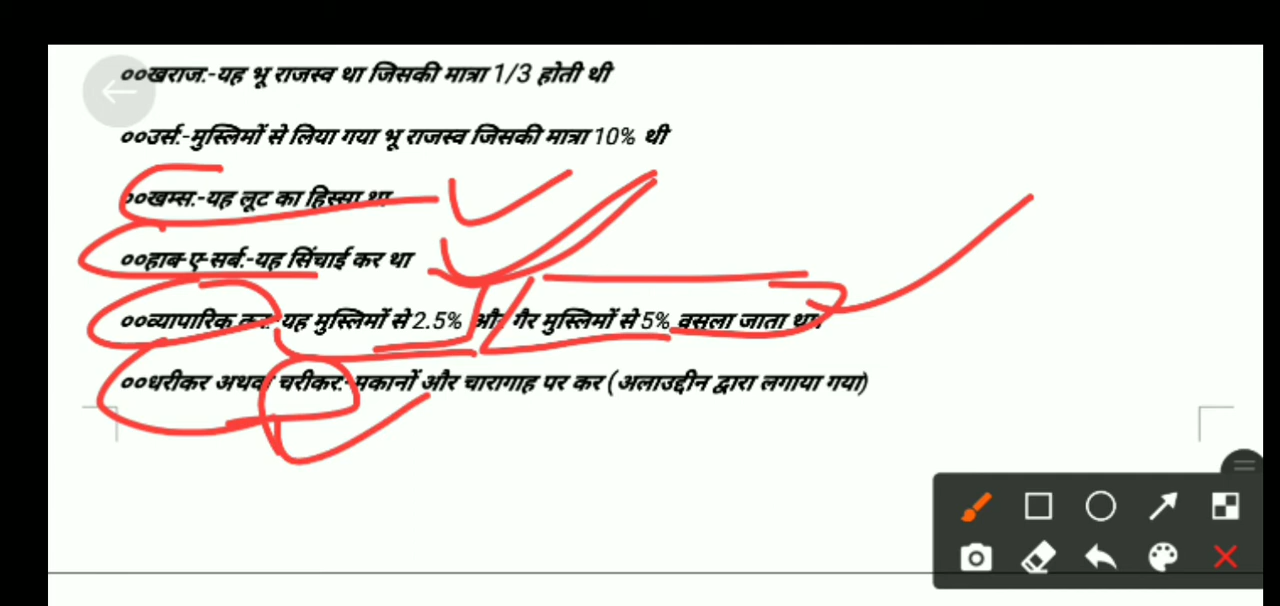 ००खराज:-यह भू राजस्व था जिसकी मात्रा 1/3 होती थी
००उर्स:-मुस्लिमों से लिया गया भू राजस्व जिसकी मात्रा 10% थी
००खम्स:-यह लूट का हिस्सा था
००हाब-ए-सर्ब:-यह सिंचाई कर था
००व्यापारिक कर:-यह मुस्लिमों से 2.5% और गैर मुस्लिमों से 5% वसूला जाता था।
००धरीकर अथवा चरीकर:-मकानों और चारागाह पर कर (अलाउद्दीन द्वारा लगाया गया)